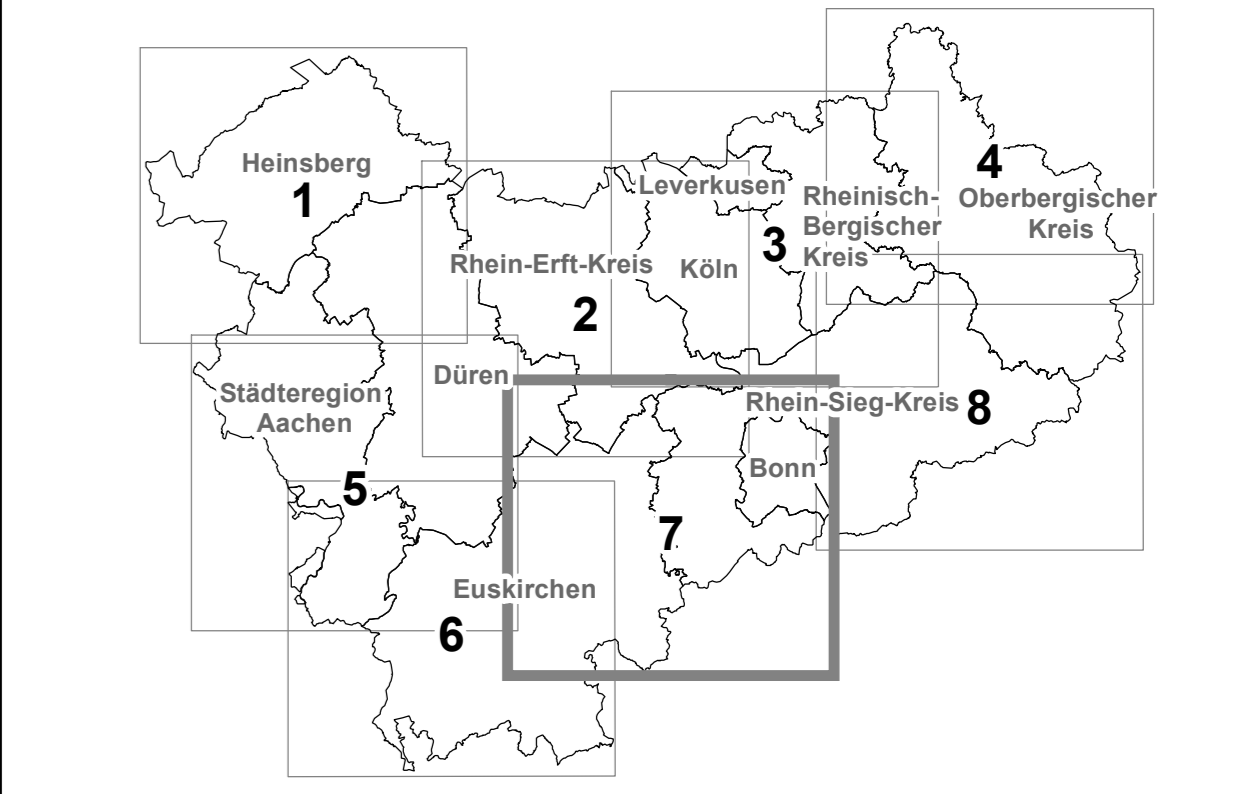 Heinsberg
1
4
Leverkusen
Rheinisch-
Bergischer
Kreis
Oberbergischer
Kreis
3
Rhein-Erft-Kreis
Köln
2
Düren
Städteregion
Aachen
Rhein-Sieg-Kreis
8
Bonn
5
7
Euskirchen
6